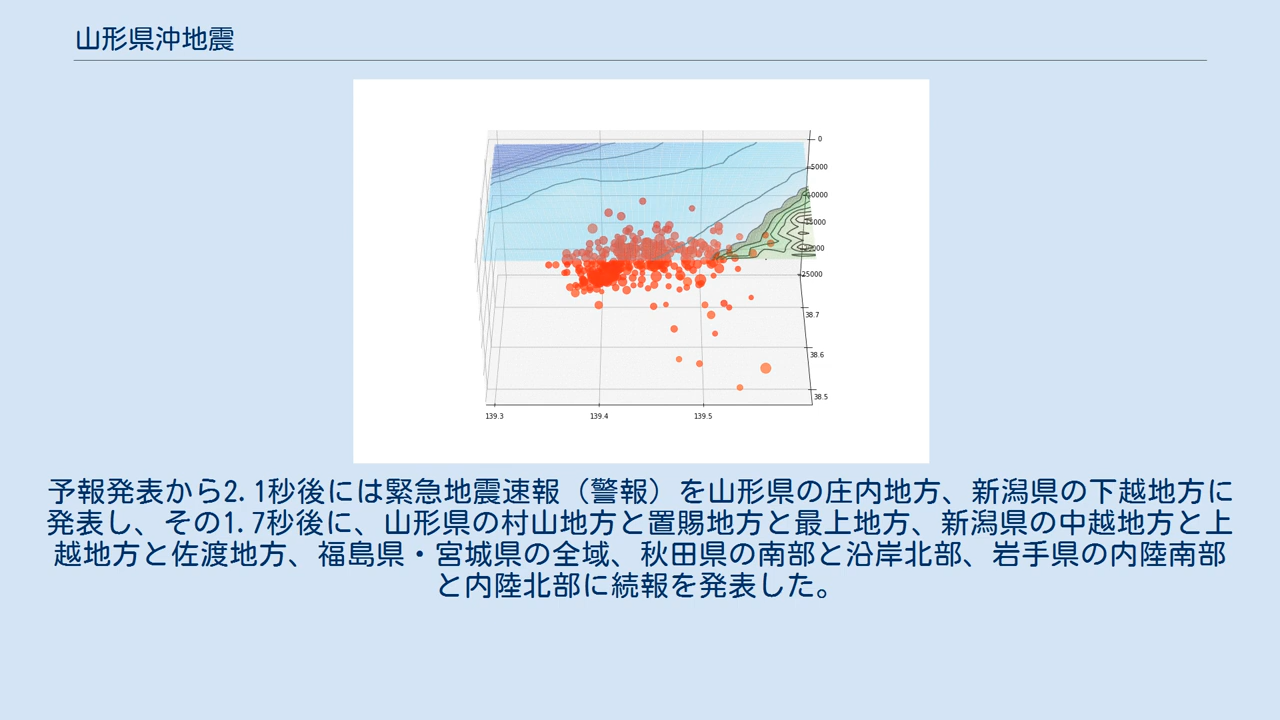 山形県沖地震
0
5000
10000
15000
20000
25000
38.7
38.6
38.5
139.3 139.4 139.5
予報発表から2.1秒後には緊急地震速報（警報）を山形県の庄内地方、新潟県の下越地方に
発表し、その1.7秒後に、山形県の村山地方と置賜地方と最上地方、新潟県の中越地方と上
越地方と佐渡地方、福島県・宮城県の全域、秋田県の南部と沿岸北部、岩手県の内陸南部
と内陸北部に続報を発表した。